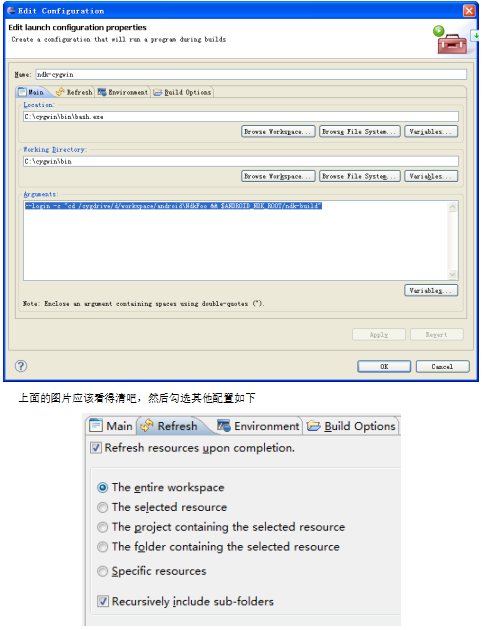 Edit Configuration
Edit launch configuration properties
Create a configuration that will run a program during builds
Name: ndk-cygwin
Main Refresh Environment Build Options
Location:
C:\cygwin\bin\bash.exe
Browse Workspace... Browse File System... Variables...
Working Directory:
C:\cygwin\bin
Browse Workspace... Browse File System... Variables...
Arguments:
--login -c "cd /cygdrive/d/workspace/android\NdkFoo && $ANDROID_NDK_ROOT/ndk-build"
Variables...
Note: Enclose an argument containing spaces using double-quotes (").
Apply Revert
OK Cancel
上面的图片应该看得清吧，然后勾选其他配置如下
Main Refresh Environment Build Options
Refresh resources upon completion.
The entire workspace
The selected resource
The project containing the selected resource
The folder containing the selected resource
Specific resources
Recursively include sub-folders